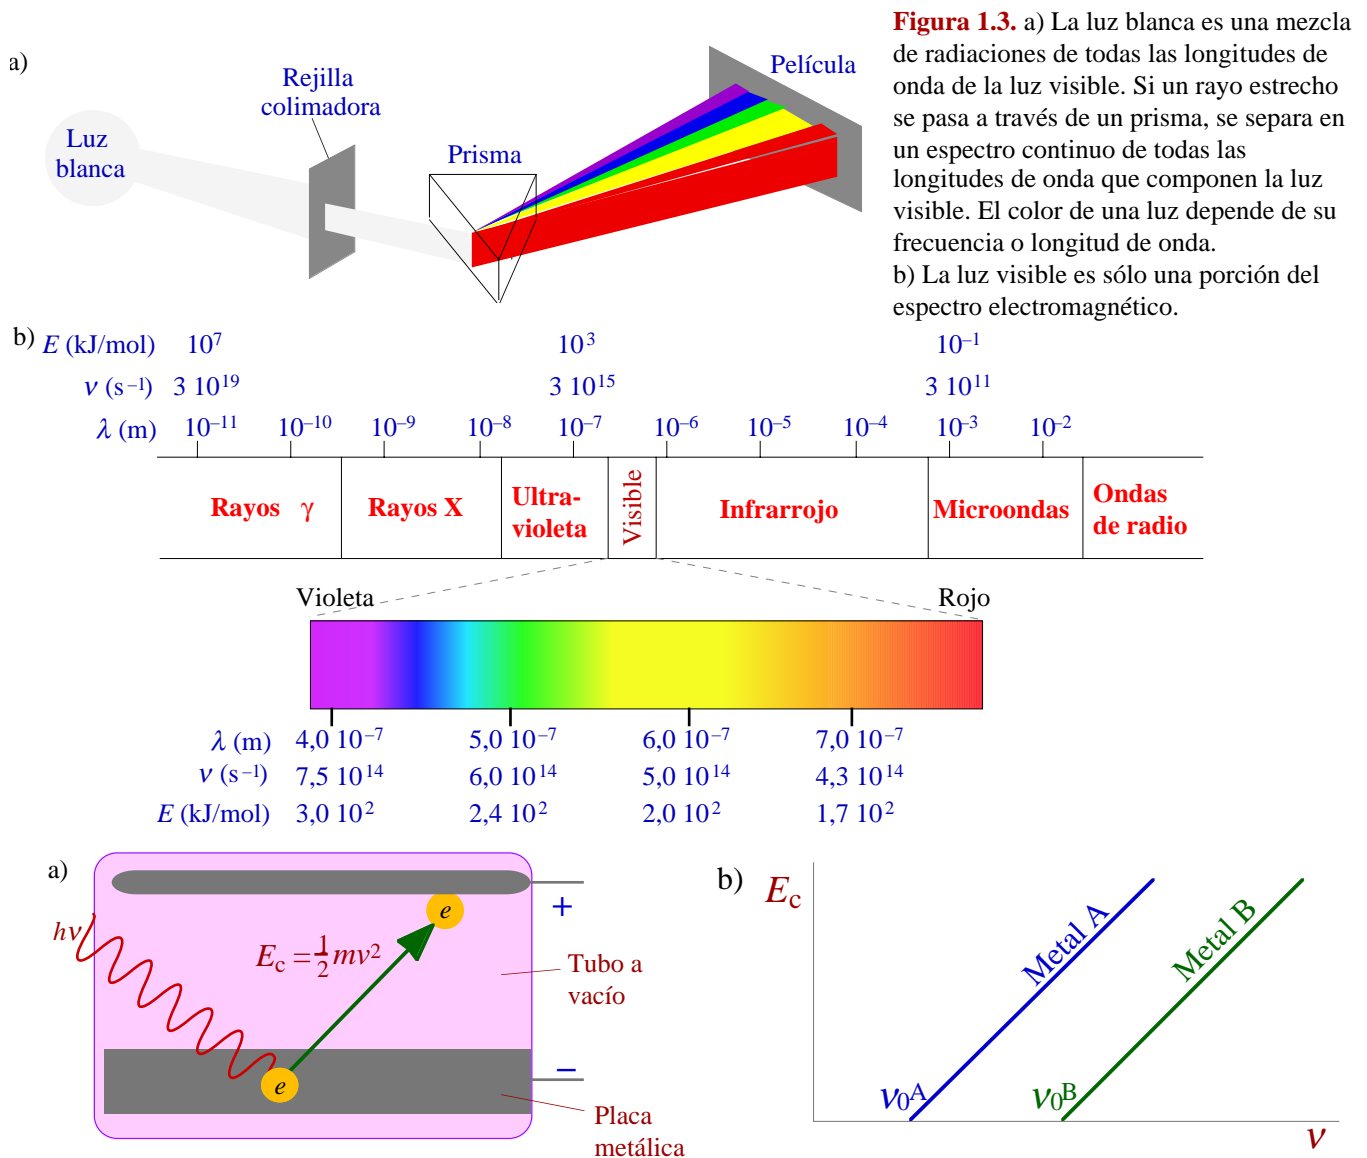 Figura 1.3. a) La luz blanca es una mezcla
de radiaciones de todas las longitudes de
onda de la luz visible. Si un rayo estrecho
se pasa a través de un prisma, se separa en
un espectro continuo de todas las
longitudes de onda que componen la luz
visible. El color de una luz depende de su
frecuencia o longitud de onda.
b) La luz visible es sólo una porción del
espectro electromagnético.
a)
Luz
blanca
Rejilla
colimadora
Prisma
Película
b) E (kJ/mol) 10⁷ 10³ 10⁻¹
ν (s⁻¹) 3 10¹⁹ 3 10¹⁵ 3 10¹¹
λ (m) 10⁻¹¹ 10⁻¹⁰ 10⁻⁹ 10⁻⁸ 10⁻⁷ 10⁻⁶ 10⁻⁵ 10⁻⁴ 10⁻³ 10⁻²
Rayos γ
Rayos X
Ultra-
violeta
Visible
Infrarrojo
Microondas
Ondas
de radio
Violeta Rojo
λ (m) 4,0 10⁻⁷ 5,0 10⁻⁷ 6,0 10⁻⁷ 7,0 10⁻⁷
ν (s⁻¹) 7,5 10¹⁴ 6,0 10¹⁴ 5,0 10¹⁴ 4,3 10¹⁴
E (kJ/mol) 3,0 10² 2,4 10² 2,0 10² 1,7 10²
a)
hν
E_c = 1/2 mv²
e
e
+
−
Tubo a
vacío
Placa
metálica
b)
E_c
Metal A
Metal B
ν₀A
ν₀B
ν